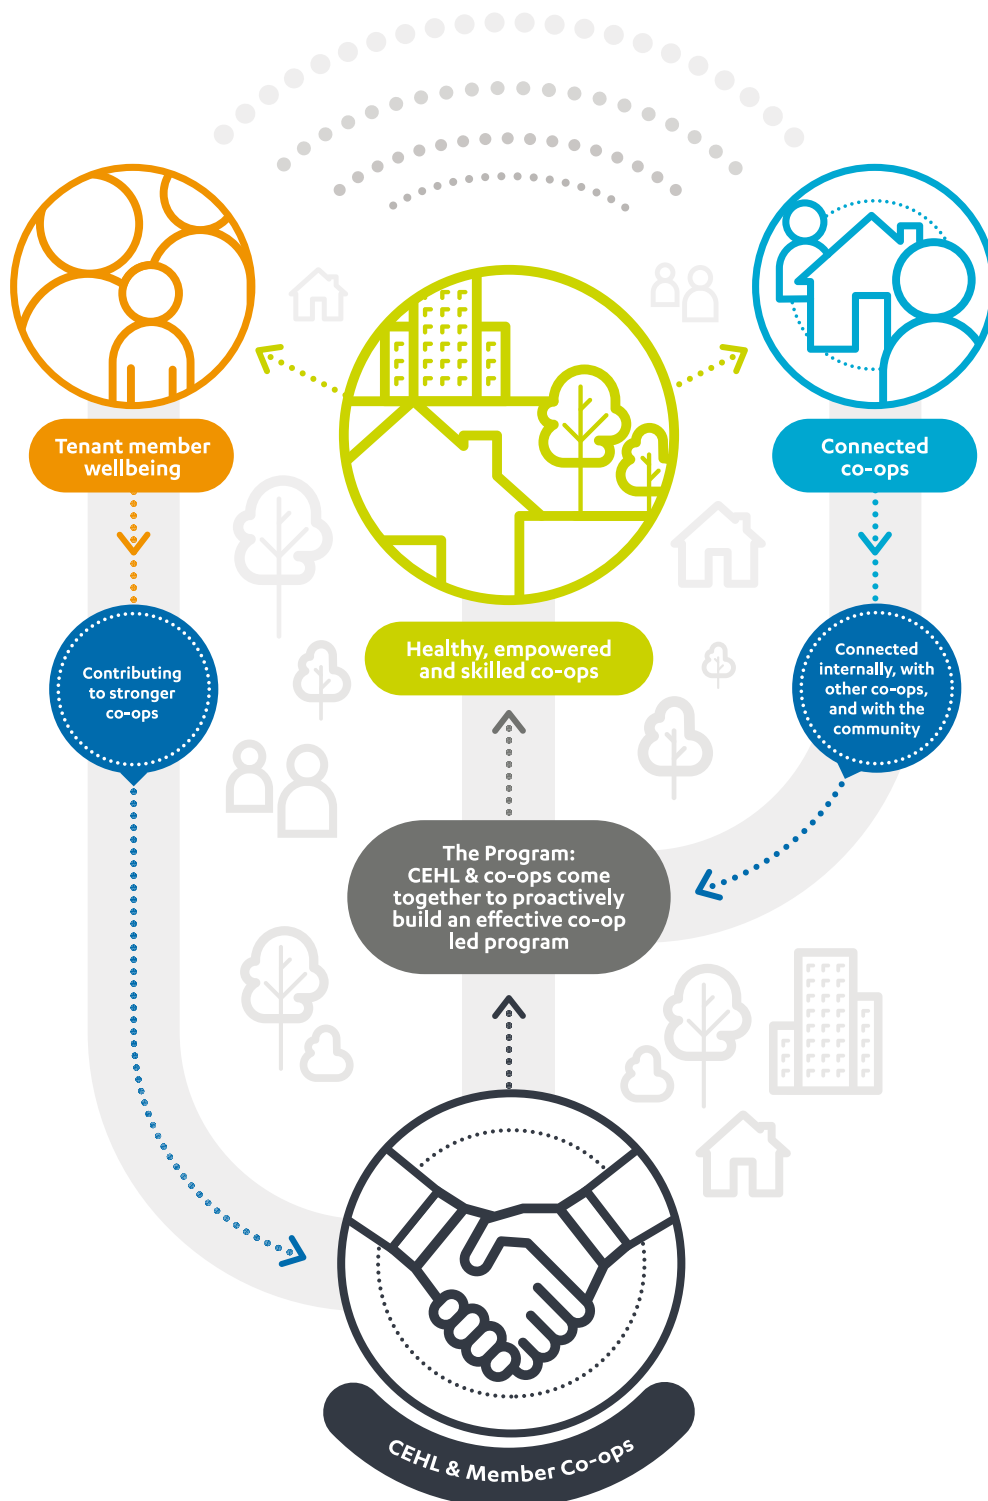 Tenant member
wellbeing
Connected
co-ops
Healthy, empowered
and skilled co-ops
Contributing
to stronger
co-ops
Connected
internally, with
other co-ops,
and with the
community
The Program:
CEHL & co-ops come
together to proactively
build an effective co-op
led program
CEHL & Member Co-ops